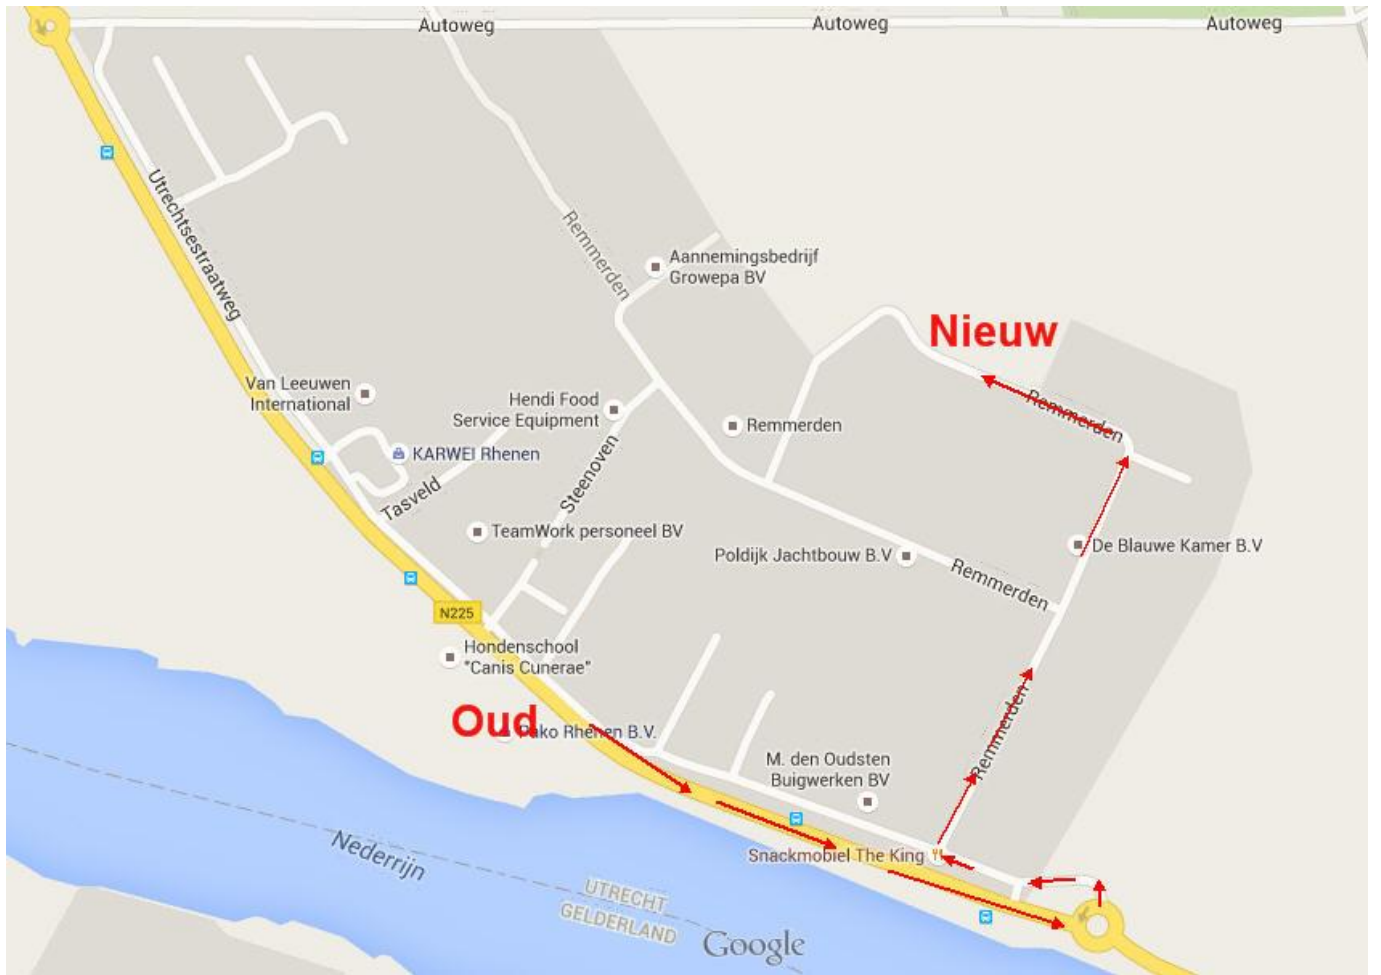 Autoweg
Autoweg
Autoweg
Utrechtsestraatweg
Remmerden
Aannemingsbedrijf
Growepa BV
Nieuw
Van Leeuwen
International
Hendi Food
Service Equipment
Remmerden
Remmerden
KARWEI Rhenen
Tasveld
Steenoven
TeamWork personeel BV
Poldijk Jachtbouw B.V
De Blauwe Kamer B.V
Remmerden
N225
Hondenschool
"Canis Cunerae"
Oud
Pako Rhenen B.V.
Remmerden
M. den Oudsten
Buigwerken BV
Snackmobiel The King
Nederrijn
UTRECHT
GELDERLAND
Google